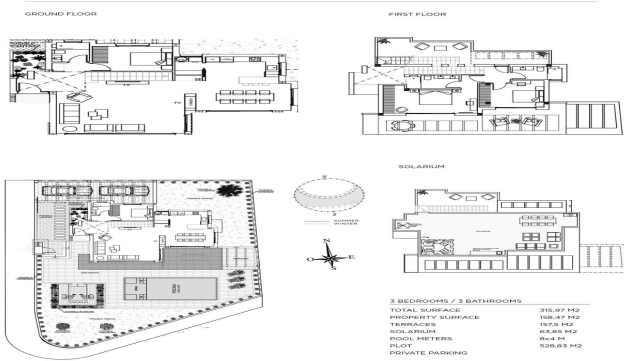 GROUND FLOOR
FIRST FLOOR
SOLARIUM
SUMMER
WINTER
N
S
O
E
3 BEDROOMS / 3 BATHROOMS
TOTAL SURFACE 315,97 M2
PROPERTY SURFACE 158,47 M2
TERRACES 157,5 M2
SOLARIUM 63,85 M2
POOL METERS 8x4 M
PLOT 528,83 M2
PRIVATE PARKING